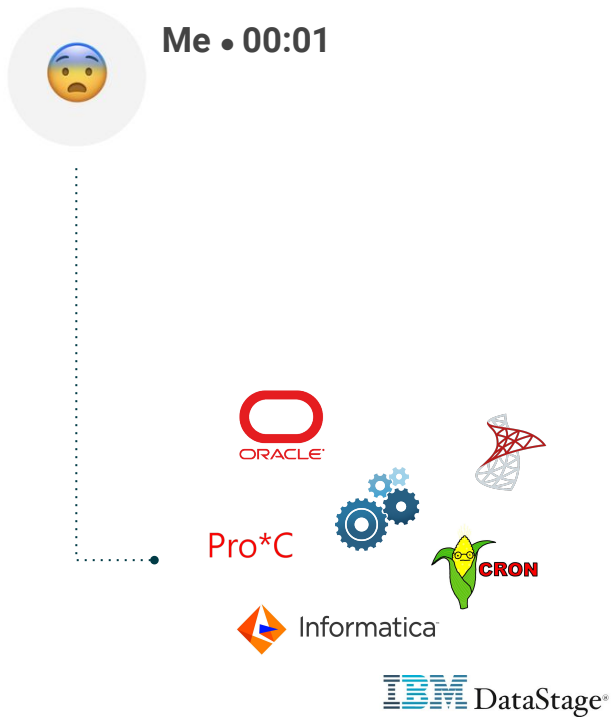 Me • 00:01
ORACLE
Pro*C
CRON
Informatica
IBM DataStage®